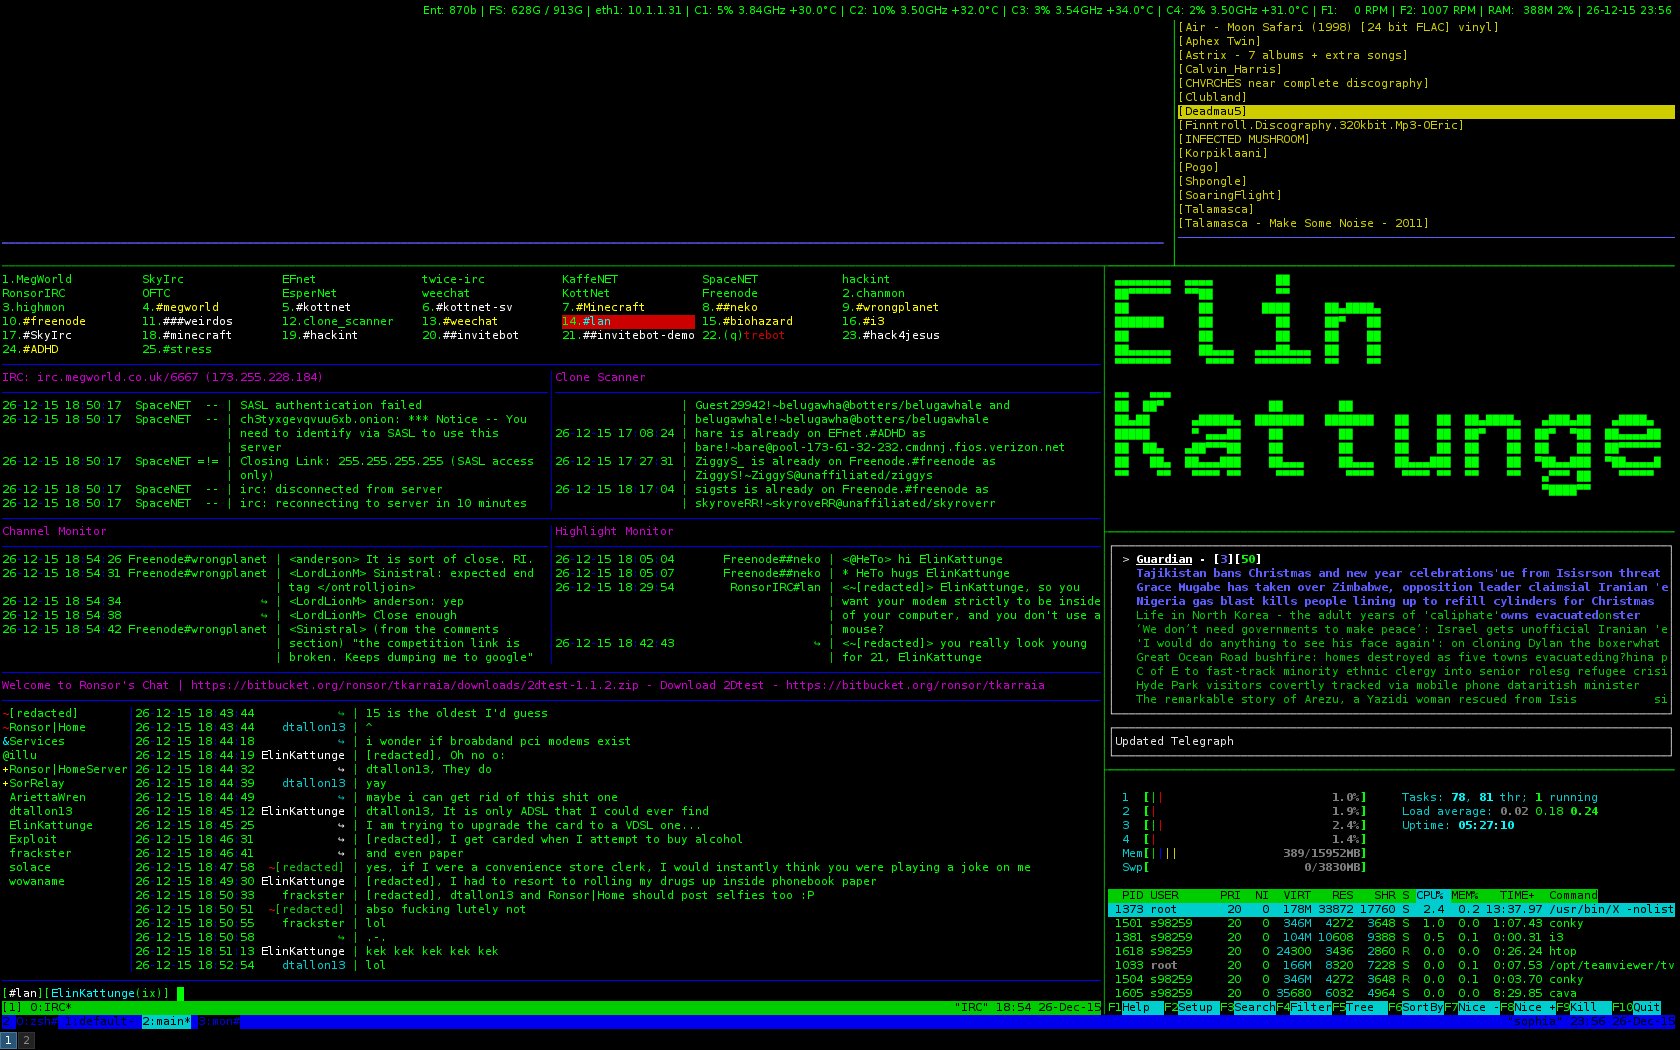 Ent: 870b | FS: 628G / 913G | eth1: 10.1.1.31 | C1: 5% 3.84GHz +30.0°C | C2: 10% 3.50GHz +32.0°C | C3: 3% 3.54GHz +34.0°C | C4: 2% 3.50GHz +31.0°C | F1: 0 RPM | F2: 1007 RPM | RAM: 388M 2% | 26-12-15 23:56
[Air - Moon Safari (1998) [24 bit FLAC] vinyl]
[Aphex Twin]
[Astrix - 7 albums + extra songs]
[Calvin_Harris]
[CHVRCHES near complete discography]
[Clubland]
[Deadmau5]
[Finntroll.Discography.320kbit.Mp3-OEric]
[INFECTED MUSHROOM]
[Korpiklaani]
[Pogo]
[Shpongle]
[SoaringFlight]
[Talamasca]
[Talamasca - Make Some Noise - 2011]
1.MegWorld SkyIrc EFnet twice-irc KaffeNET SpaceNET hackint
RonsorIRC OFTC EsperNet weechat KottNet Freenode 2.chanmon
3.highmon 4.#megworld 5.#kottnet 6.#kottnet-sv 7.#Minecraft 8.##neko 9.#wrongplanet
10.#freenode 11.###weirdos 12.clone_scanner 13.#weechat 14.#lan 15.#biohazard 16.#i3
17.#SkyIrc 18.#minecraft 19.#hackint 20.##invitebot 21.##invitebot-demo 22.(q)trebot 23.#hack4jesus
24.#ADHD 25.#stress
IRC: irc.megworld.co.uk/6667 (173.255.228.184)
26 12 15 18:50:17 SpaceNET -- | SASL authentication failed
26 12 15 18:50:17 SpaceNET -- | ch3tyxgevqvuu6xb.onion: *** Notice -- You
| need to identify via SASL to use this
| server
26 12 15 18:50:17 SpaceNET =!= | Closing Link: 255.255.255.255 (SASL access
| only)
26 12 15 18:50:17 SpaceNET -- | irc: disconnected from server
26 12 15 18:50:17 SpaceNET -- | irc: reconnecting to server in 10 minutes
Clone Scanner
| Guest29942!~belugawha@botters/belugawhale and
| belugawhale!~belugawha@botters/belugawhale
26 12 15 17 08:24 | hare is already on EFnet.#ADHD as
| bare!~bare@pool-173-61-32-232.cmdnnj.fios.verizon.net
26 12 15 17 27:31 | ZiggyS_ is already on Freenode.#freenode as
| ZiggyS!~ZiggyS@unaffiliated/ziggys
26 12 15 18 17:04 | sigsts is already on Freenode.#freenode as
| skyroveRR!~skyroveRR@unaffiliated/skyroverr
Channel Monitor
26 12 15 18 54 26 Freenode#wrongplanet | <anderson> It is sort of close. RI.
26 12 15 18 54 31 Freenode#wrongplanet | <LordLionM> Sinistral: expected end
| tag </ontrolljoin>
26 12 15 18 54 34 ↪ | <LordLionM> anderson: yep
26 12 15 18 54 38 ↪ | <LordLionM> Close enough
26 12 15 18 54 42 Freenode#wrongplanet | <Sinistral> (from the comments
| section) "the competition link is
| broken. Keeps dumping me to google"
Highlight Monitor
26 12 15 18 05:04 Freenode##neko | <@HeTo> hi ElinKattunge
26 12 15 18 05:07 Freenode##neko | * HeTo hugs ElinKattunge
26 12 15 18 29:54 RonsorIRC#lan | <~[redacted]> ElinKattunge, so you
| want your modem strictly to be inside
| of your computer, and you don't use a
| mouse?
26 12 15 18 42:43 ↪ | <~[redacted]> you really look young
| for 21, ElinKattunge
Welcome to Ronsor's Chat | https://bitbucket.org/ronsor/tkarraia/downloads/2dtest-1.1.2.zip - Download 2Dtest - https://bitbucket.org/ronsor/tkarraia
~[redacted] 26 12 15 18 43:44 ↪ | 15 is the oldest I'd guess
~Ronsor|Home 26 12 15 18 43:44 dtallon13 | ^
&Services 26 12 15 18 44:18 ↪ | i wonder if broabdand pci modems exist
@illu 26 12 15 18 44:19 ElinKattunge | [redacted], Oh no o:
+Ronsor|HomeServer 26 12 15 18 44:32 ↪ | dtallon13, They do
+SorRelay 26 12 15 18 44:39 dtallon13 | yay
AriettaWren 26 12 15 18 44:49 ↪ | maybe i can get rid of this shit one
dtallon13 26 12 15 18 45:12 ElinKattunge | dtallon13, It is only ADSL that I could ever find
ElinKattunge 26 12 15 18 45:25 ↪ | I am trying to upgrade the card to a VDSL one...
Exploit 26 12 15 18 46:31 ↪ | [redacted], I get carded when I attempt to buy alcohol
frackster 26 12 15 18 46:41 ↪ | and even paper
solace 26 12 15 18 47:58 ~[redacted] | yes, if I were a convenience store clerk, I would instantly think you were playing a joke on me
wowaname 26 12 15 18 49:30 ElinKattunge | [redacted], I had to resort to rolling my drugs up inside phonebook paper
26 12 15 18 50:33 frackster | [redacted], dtallon13 and Ronsor|Home should post selfies too :P
26 12 15 18 50:51 ~[redacted] | abso fucking lutely not
26 12 15 18 50:55 frackster | lol
26 12 15 18 50:58 ↪ | .-.
26 12 15 18 51:13 ElinKattunge | kek kek kek kek kek
26 12 15 18 52:54 dtallon13 | lol
[#lan][ElinKattunge(ix)]
[1] 0:IRC* "IRC" 18:54 26-Dec-15
Elin
Kattunge
> Guardian - [3][50]
Tajikistan bans Christmas and new year celebrations'ue from Isisrson threat
Grace Mugabe has taken over Zimbabwe, opposition leader claimsial Iranian 'e
Nigeria gas blast kills people lining up to refill cylinders for Christmas
Life in North Korea - the adult years of 'caliphate'owns evacuatedonster
‘We don’t need governments to make peace’: Israel gets unofficial Iranian 'e
'I would do anything to see his face again': on cloning Dylan the boxerwhat
Great Ocean Road bushfire: homes destroyed as five towns evacuateding?hina p
C of E to fast-track minority ethnic clergy into senior rolesg refugee crisi
Hyde Park visitors covertly tracked via mobile phone dataritish minister
The remarkable story of Arezu, a Yazidi woman rescued from Isis si
Updated Telegraph
1 [|| 1.0%] Tasks: 78, 81 thr; 1 running
2 [| 1.9%] Load average: 0.02 0.18 0.24
3 [|| 2.4%] Uptime: 05:27:10
4 [| 1.4%]
Mem[|||| 389/15952MB]
Swp[ 0/3830MB]
PID USER PRI NI VIRT RES SHR S CPU% MEM% TIME+ Command
1373 root 20 0 178M 33872 17760 S 2.4 0.2 13:37.97 /usr/bin/X -nolist
1501 s98259 20 0 346M 4272 3648 S 1.0 0.0 1:07.43 conky
1381 s98259 20 0 104M 10608 9388 S 0.5 0.1 0:00.31 i3
1618 s98259 20 0 24300 3436 2860 R 0.0 0.0 0:26.24 htop
1033 root 20 0 166M 8320 7228 S 0.0 0.1 0:07.53 /opt/teamviewer/tv
1504 s98259 20 0 346M 4272 3648 R 0.0 0.1 0:03.70 conky
1605 s98259 20 0 35680 6032 4964 S 0.0 0.0 8:29.85 cava
F1Help F2Setup F3SearchF4FilterF5Tree F6SortByF7Nice -F8Nice +F9Kill F10Quit
2:main*
1 2